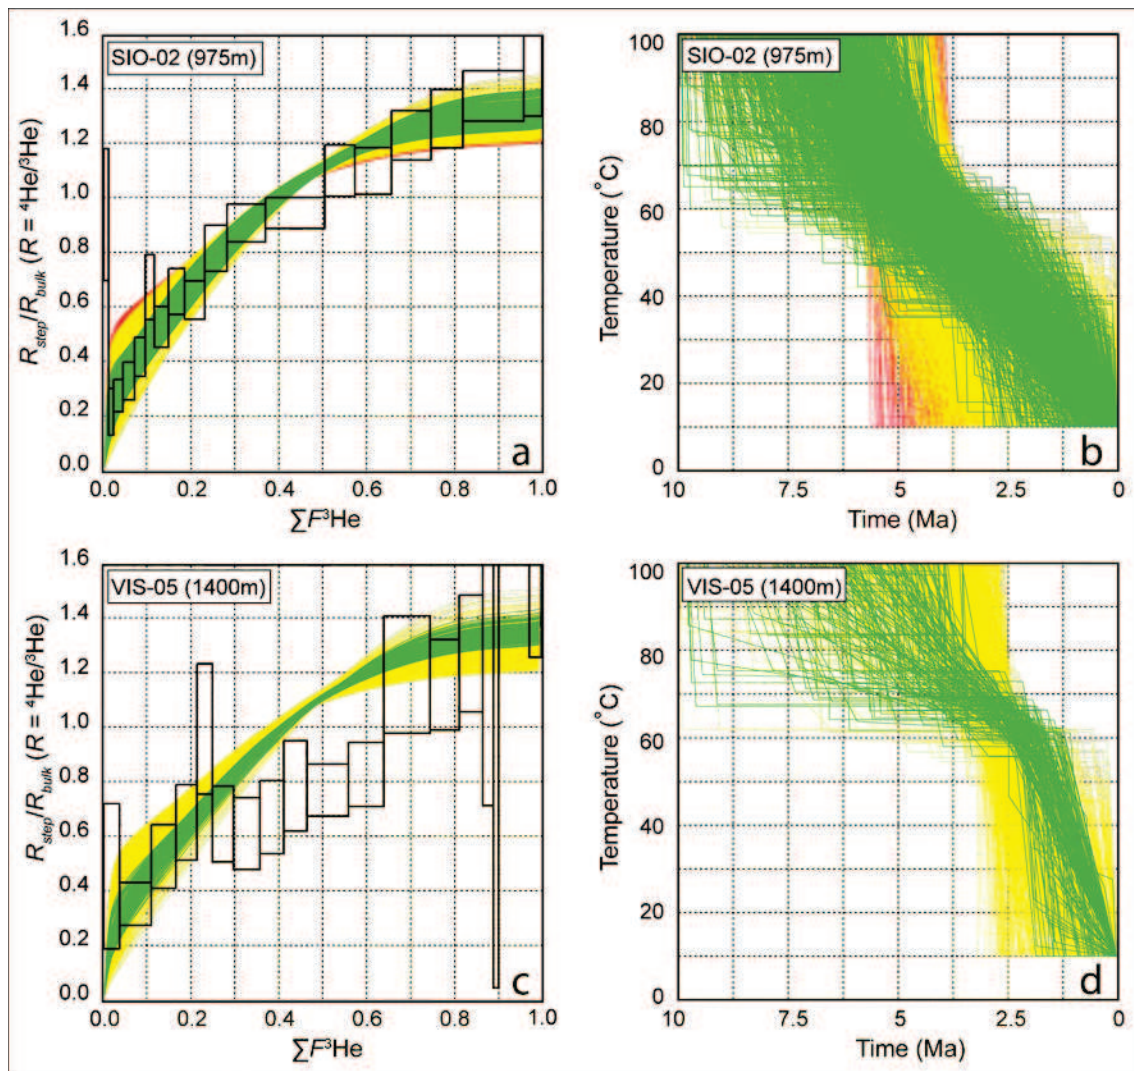 1.6
1.4
1.2
1.0
0.8
0.6
0.4
0.2
0.0
SIO-02 (975m)
a
R_step/R_bulk (R = ⁴He/³He)
0.0 0.2 0.4 0.6 0.8 1.0
∑F³He
100
80
60
40
20
0
SIO-02 (975m)
b
Temperature (°C)
10 7.5 5 2.5 0
Time (Ma)
1.6
1.4
1.2
1.0
0.8
0.6
0.4
0.2
0.0
VIS-05 (1400m)
c
R_step/R_bulk (R = ⁴He/³He)
0.0 0.2 0.4 0.6 0.8 1.0
∑F³He
100
80
60
40
20
0
VIS-05 (1400m)
d
Temperature (°C)
10 7.5 5 2.5 0
Time (Ma)